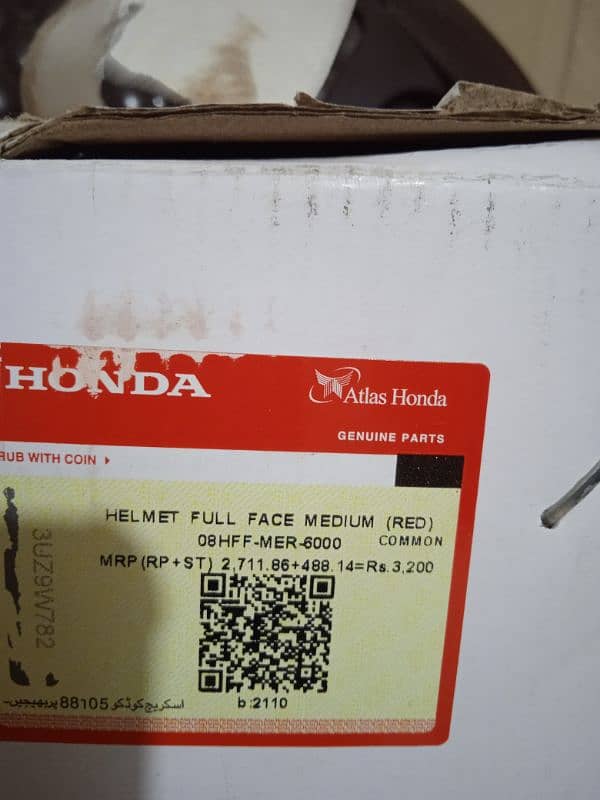 HONDA
Atlas Honda
GENUINE PARTS
RUB WITH COIN
HELMET FULL FACE MEDIUM (RED)
08HFF-MER-6000 COMMON
MRP (RP+ST) 2,711.86+488.14=Rs.3,200
3UZ9W782
b:2110
اسکریچ کوڈ کو 88105 پر بھیجیں۔